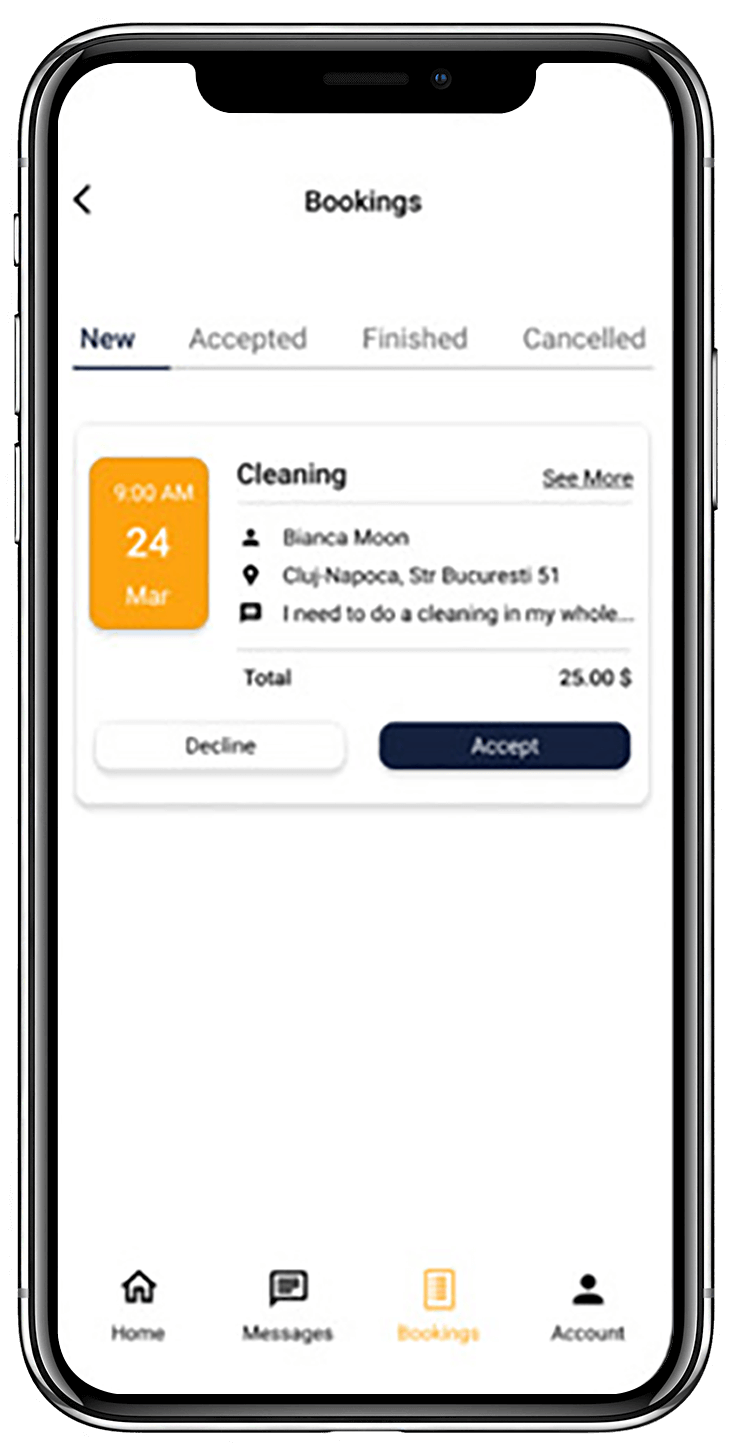 Bookings
New Accepted Finished Cancelled
9:00 AM
24
Mar
Cleaning See More
Bianca Moon
Cluj-Napoca, Str Bucuresti 51
I need to do a cleaning in my whole...
Total 25.00 $
Decline Accept
Home Messages Bookings Account